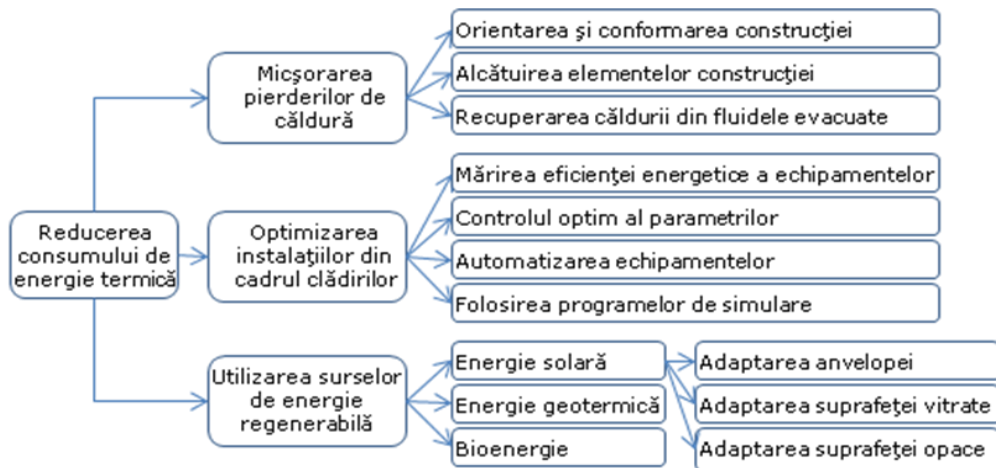 Reducerea
consumului de
energie termică
Micşorarea
pierderilor de
căldură
Orientarea şi conformarea construcţiei
Alcătuirea elementelor construcţiei
Recuperarea căldurii din fluidele evacuate
Optimizarea
instalaţiilor din
cadrul clădirilor
Mărirea eficienţei energetice a echipamentelor
Controlul optim al parametrilor
Automatizarea echipamentelor
Folosirea programelor de simulare
Utilizarea surselor
de energie
regenerabilă
Energie solară
Energie geotermică
Bioenergie
Adaptarea anvelopei
Adaptarea suprafeţei vitrate
Adaptarea suprafeţei opace